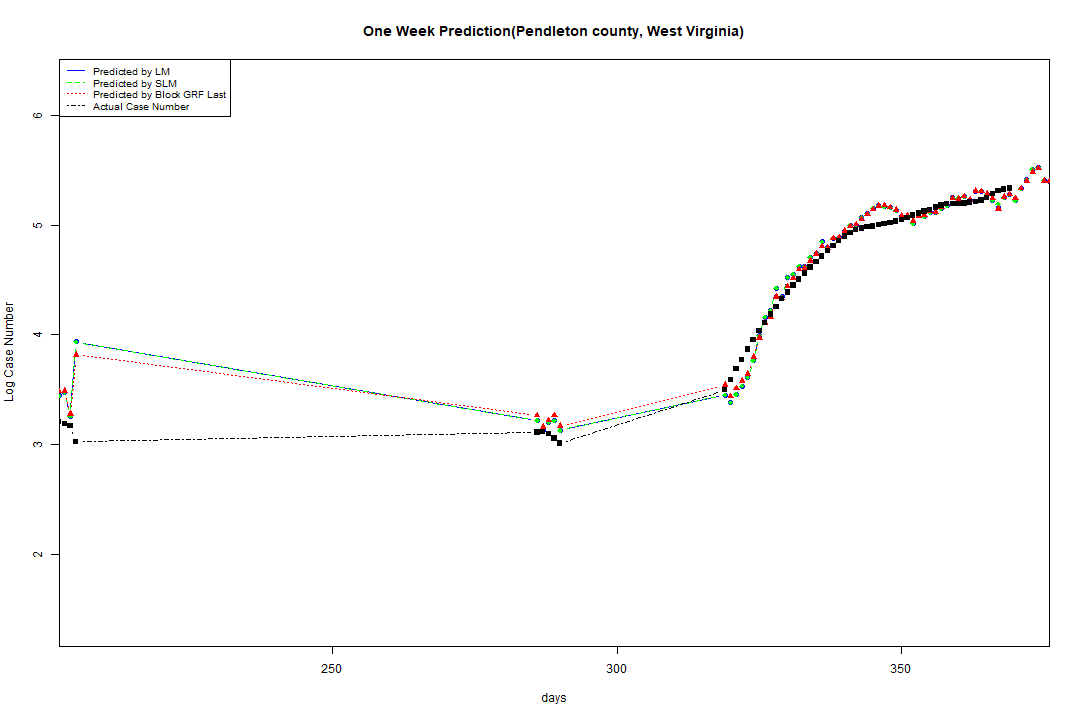 One Week Prediction(Pendleton county, West Virginia)
Predicted by LM
Predicted by SLM
Predicted by Block GRF Last
Actual Case Number
6
5
4
3
2
Log Case Number
250 300 350
days